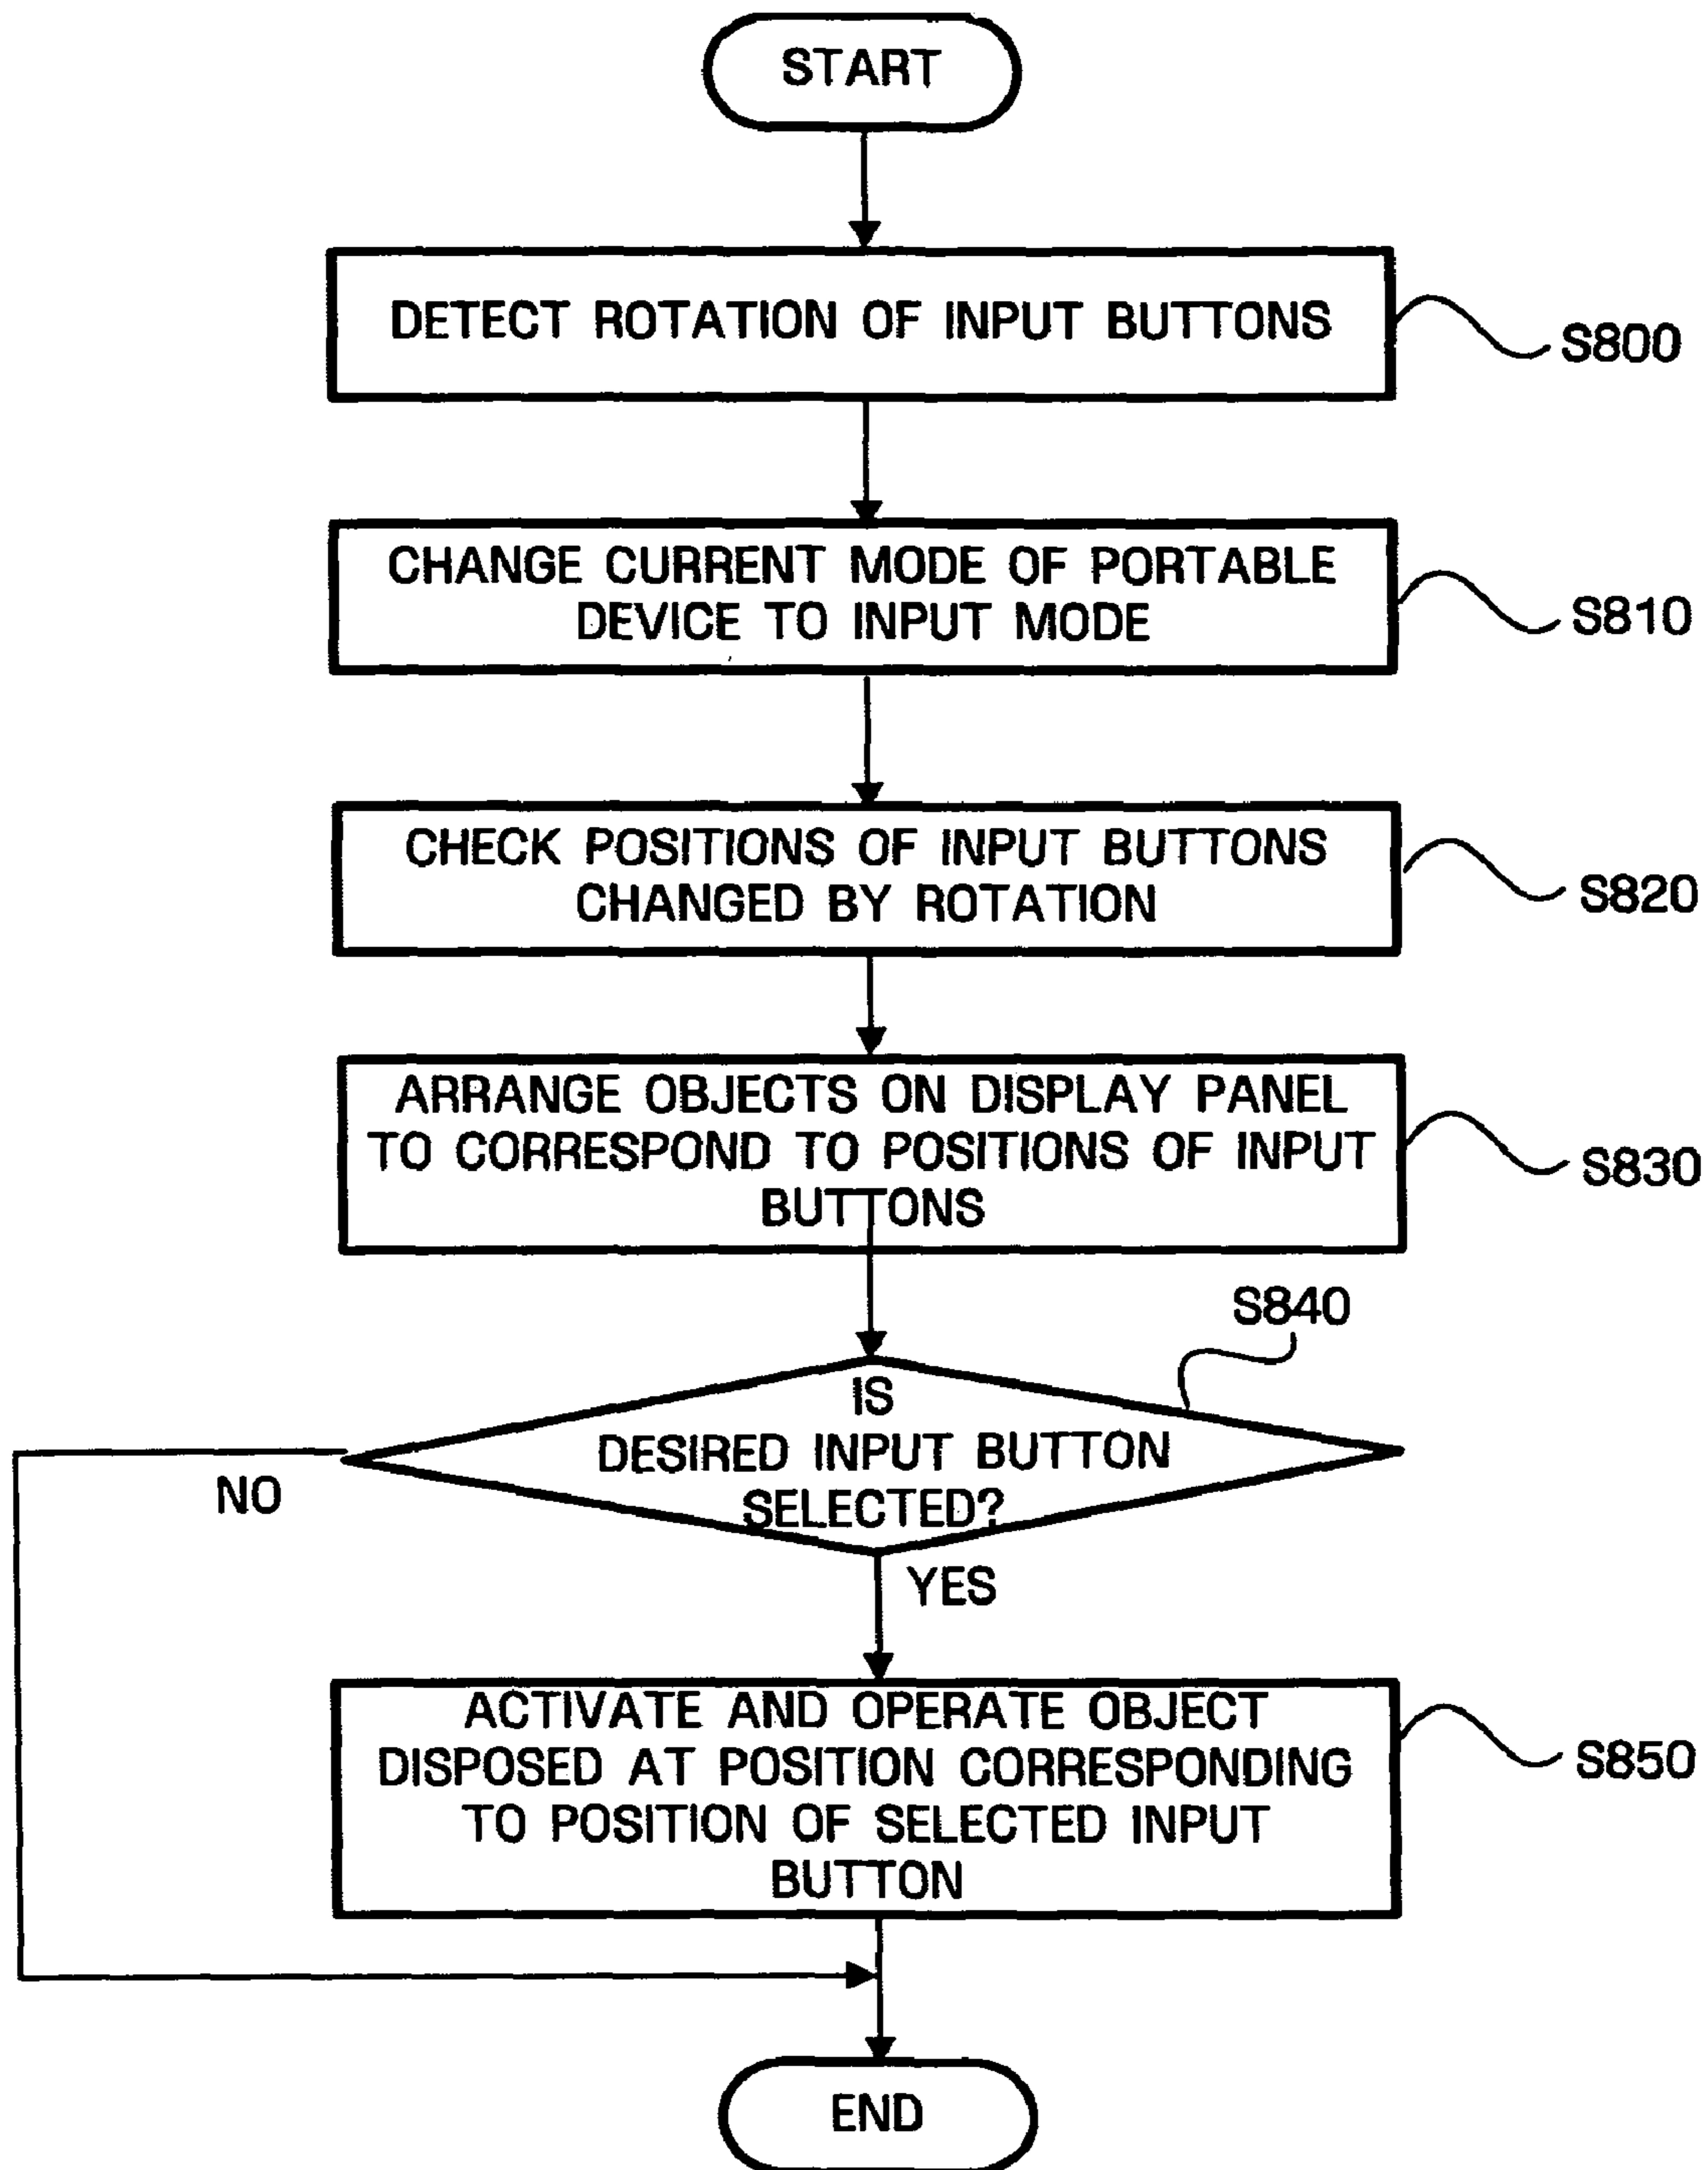 START
DETECT ROTATION OF INPUT BUTTONS
S800
CHANGE CURRENT MODE OF PORTABLE
DEVICE TO INPUT MODE
S810
CHECK POSITIONS OF INPUT BUTTONS
CHANGED BY ROTATION
S820
ARRANGE OBJECTS ON DISPLAY PANEL
TO CORRESPOND TO POSITIONS OF INPUT
BUTTONS
S830
S840
IS
DESIRED INPUT BUTTON
SELECTED?
NO
YES
ACTIVATE AND OPERATE OBJECT
DISPOSED AT POSITION CORRESPONDING
TO POSITION OF SELECTED INPUT
BUTTON
S850
END